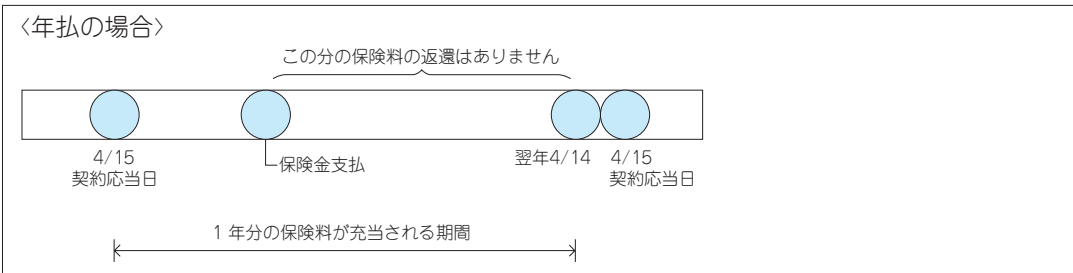 〈年払の場合〉
この分の保険料の返還はありません
4/15
契約応当日
保険金支払
翌年4/14
4/15
契約応当日
1年分の保険料が充当される期間